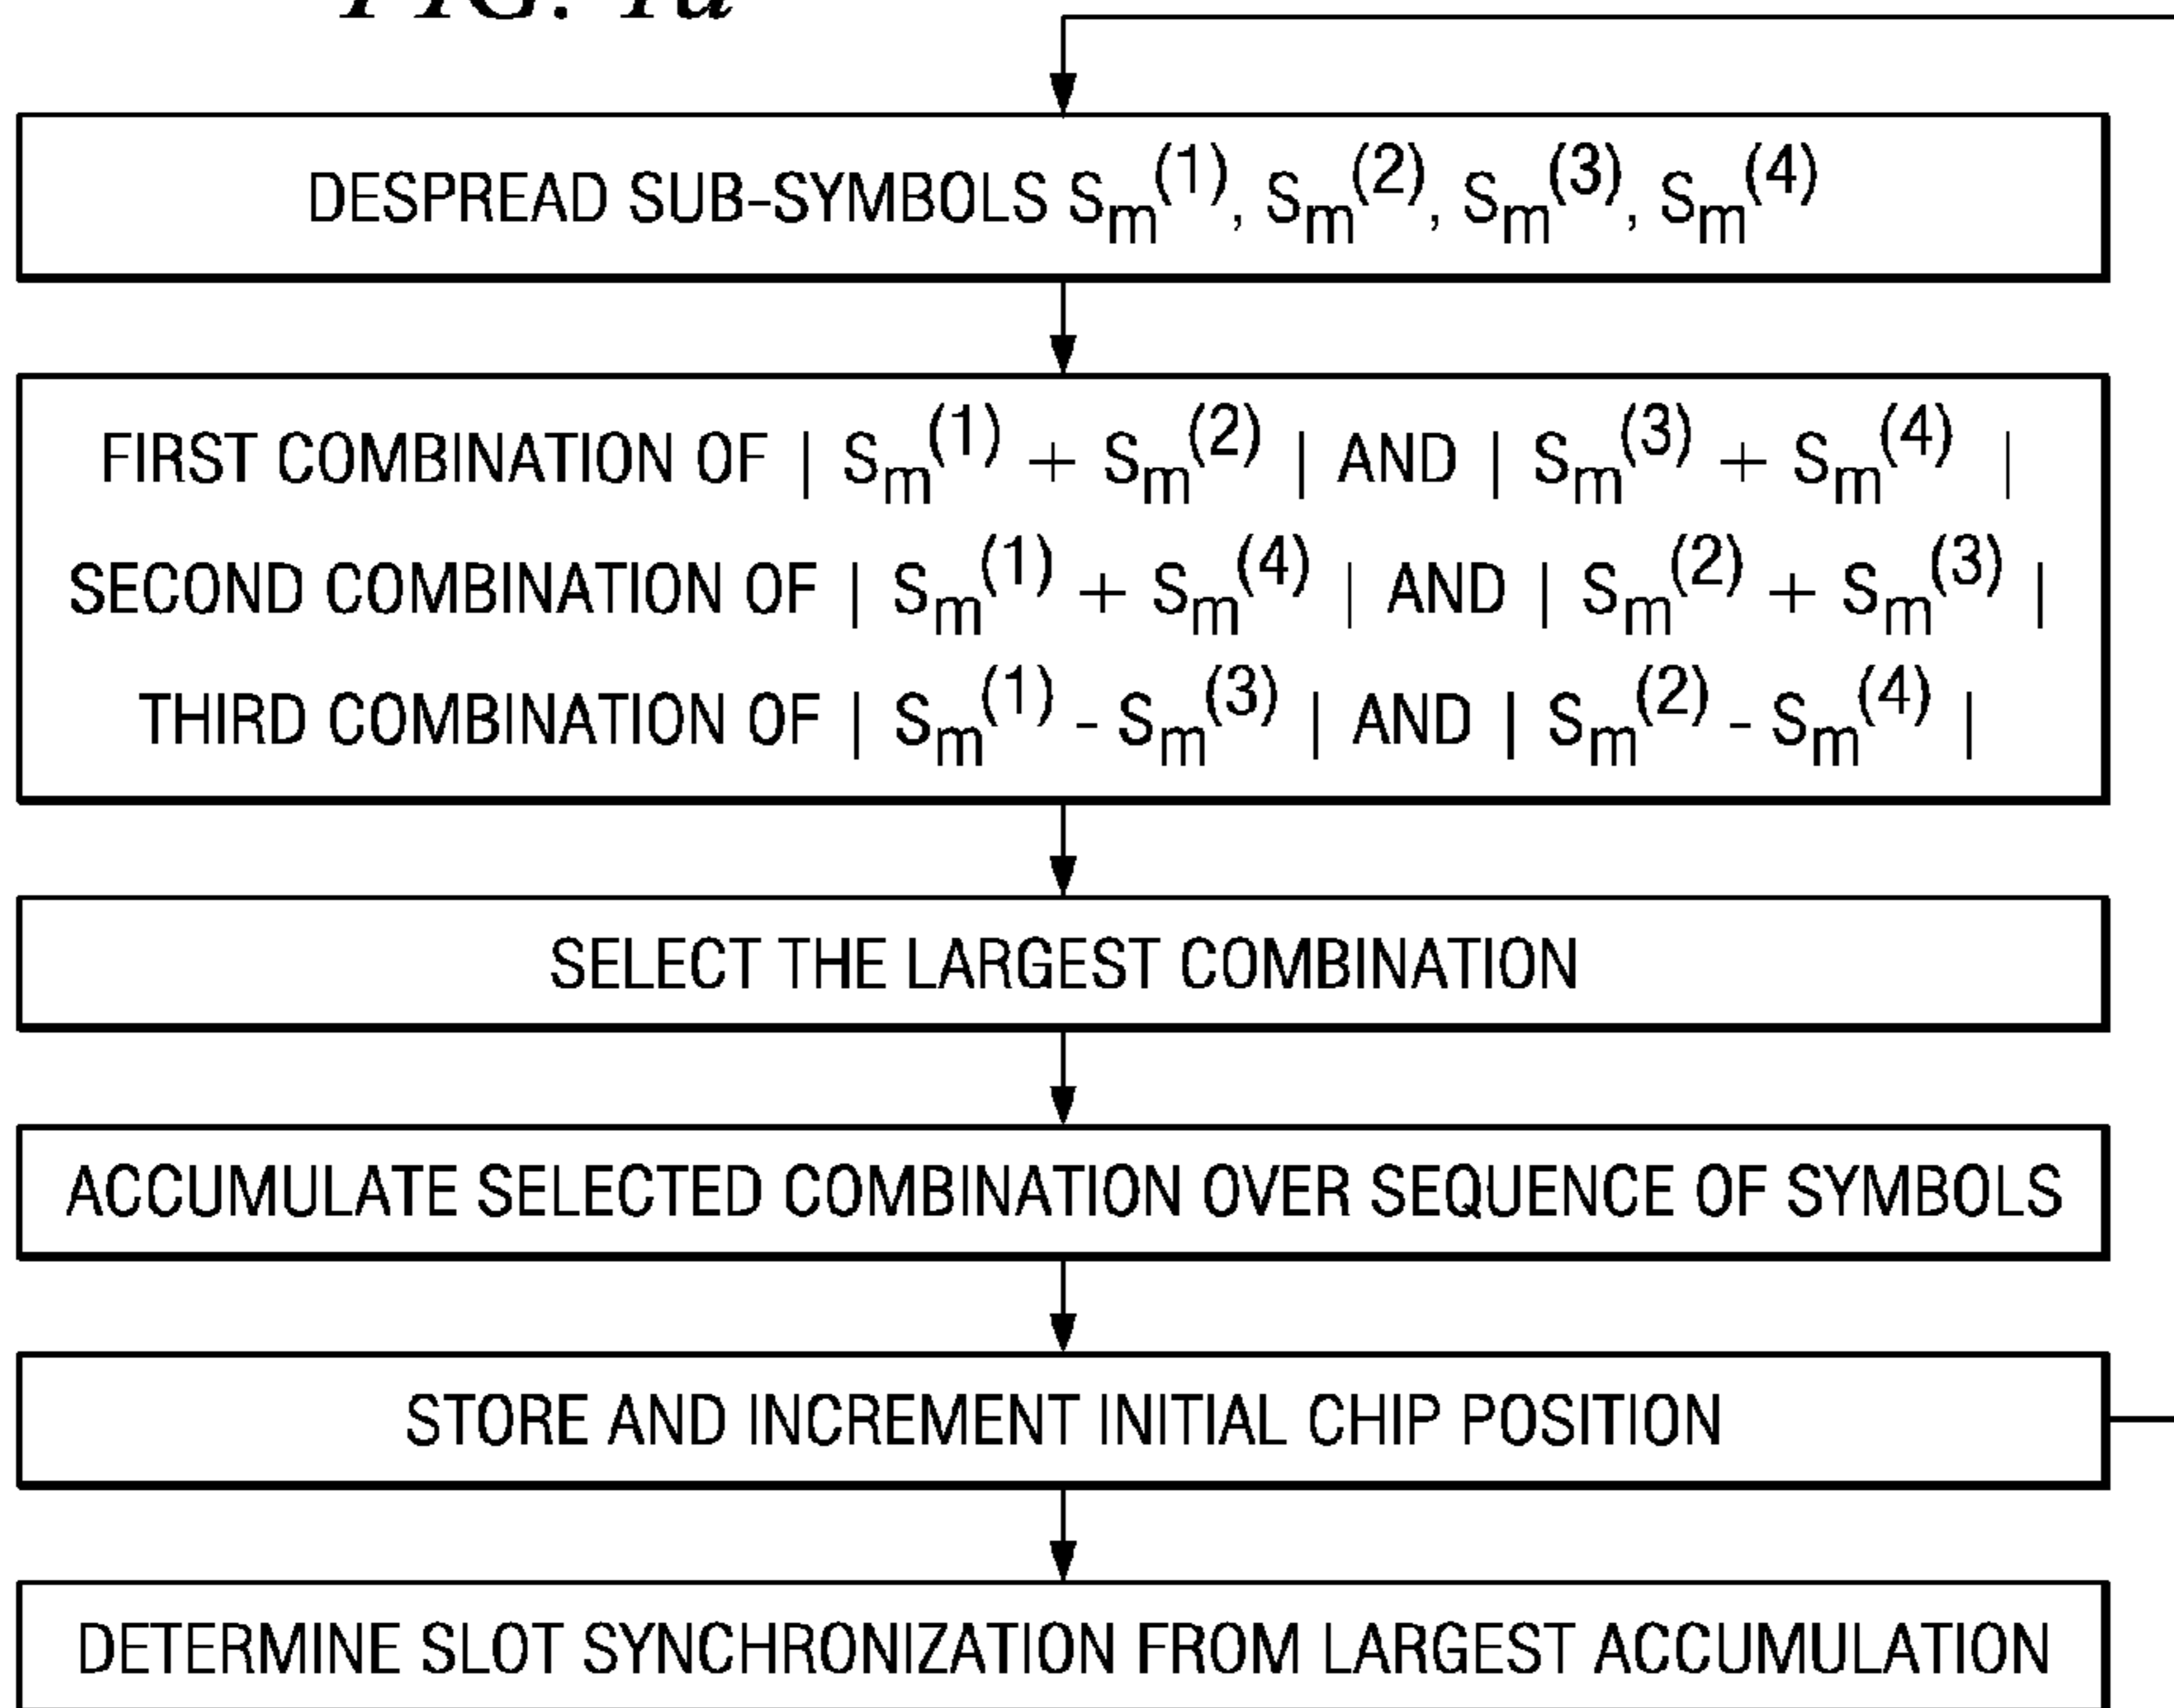 FIG. 1a
DESPREAD SUB-SYMBOLS Sm(1), Sm(2), Sm(3), Sm(4)
FIRST COMBINATION OF | Sm(1) + Sm(2) | AND | Sm(3) + Sm(4) |
SECOND COMBINATION OF | Sm(1) + Sm(4) | AND | Sm(2) + Sm(3) |
THIRD COMBINATION OF | Sm(1) - Sm(3) | AND | Sm(2) - Sm(4) |
SELECT THE LARGEST COMBINATION
ACCUMULATE SELECTED COMBINATION OVER SEQUENCE OF SYMBOLS
STORE AND INCREMENT INITIAL CHIP POSITION
DETERMINE SLOT SYNCHRONIZATION FROM LARGEST ACCUMULATION